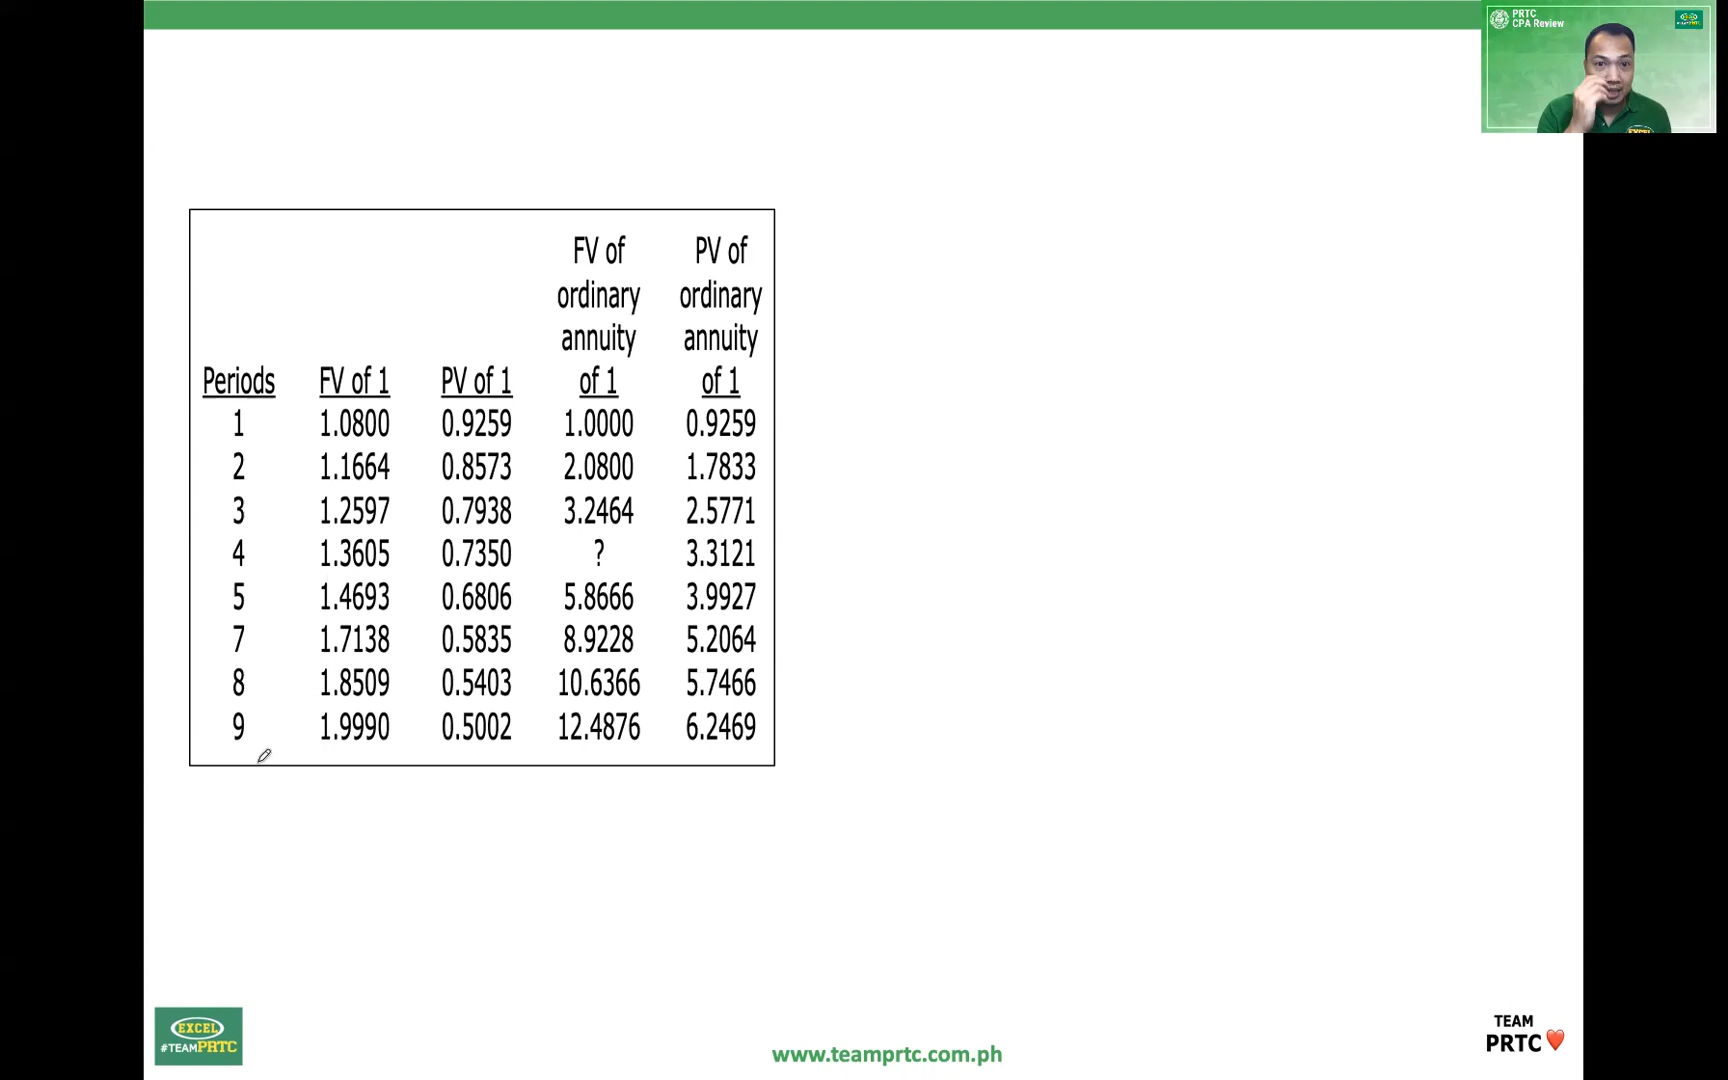 PRTC
CPA Review
FV of PV of
ordinary ordinary
annuity annuity
Periods FV of 1 PV of 1 of 1 of 1
1 1.0800 0.9259 1.0000 0.9259
2 1.1664 0.8573 2.0800 1.7833
3 1.2597 0.7938 3.2464 2.5771
4 1.3605 0.7350 ? 3.3121
5 1.4693 0.6806 5.8666 3.9927
7 1.7138 0.5835 8.9228 5.2064
8 1.8509 0.5403 10.6366 5.7466
9 1.9990 0.5002 12.4876 6.2469
EXCEL
#TEAMPRTC
www.teamprtc.com.ph
TEAM
PRTC